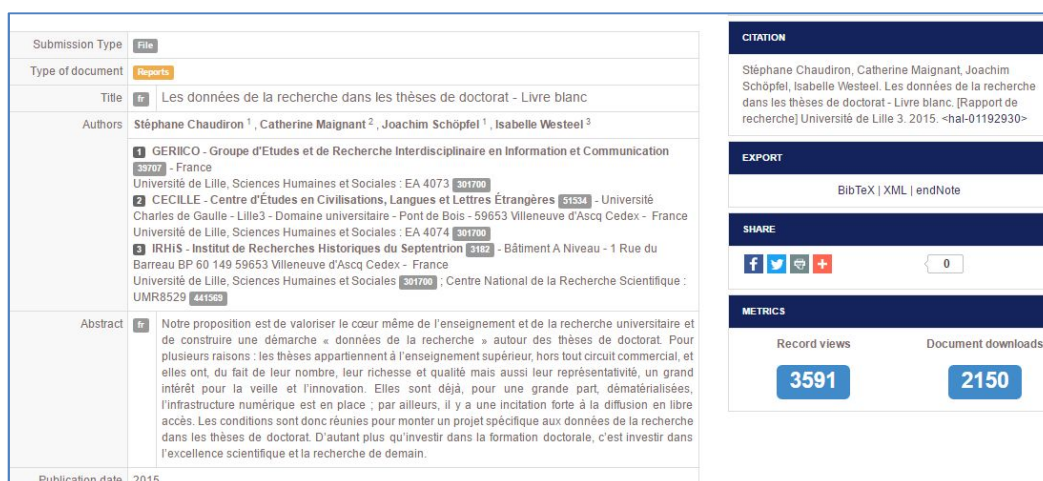 Submission Type File
Type of document Reports
Title fr Les données de la recherche dans les thèses de doctorat - Livre blanc
Authors Stéphane Chaudiron 1 , Catherine Maignant 2 , Joachim Schöpfel 1 , Isabelle Westeel 3
1 GERIICO - Groupe d'Etudes et de Recherche Interdisciplinaire en Information et Communication
39707 - France
Université de Lille, Sciences Humaines et Sociales : EA 4073 301700
2 CECILLE - Centre d'Études en Civilisations, Langues et Lettres Étrangères 51534 - Université
Charles de Gaulle - Lille3 - Domaine universitaire - Pont de Bois - 59653 Villeneuve d'Ascq Cedex - France
Université de Lille, Sciences Humaines et Sociales : EA 4074 301700
3 IRHiS - Institut de Recherches Historiques du Septentrion 3182 - Bâtiment A Niveau - 1 Rue du
Barreau BP 60 149 59653 Villeneuve d'Ascq Cedex - France
Université de Lille, Sciences Humaines et Sociales 301700 ; Centre National de la Recherche Scientifique :
UMR8529 441569
Abstract fr Notre proposition est de valoriser le cœur même de l'enseignement et de la recherche universitaire et
de construire une démarche « données de la recherche » autour des thèses de doctorat. Pour
plusieurs raisons : les thèses appartiennent à l'enseignement supérieur, hors tout circuit commercial, et
elles ont, du fait de leur nombre, leur richesse et qualité mais aussi leur représentativité, un grand
intérêt pour la veille et l'innovation. Elles sont déjà, pour une grande part, dématérialisées,
l'infrastructure numérique est en place ; par ailleurs, il y a une incitation forte à la diffusion en libre
accès. Les conditions sont donc réunies pour monter un projet spécifique aux données de la recherche
dans les thèses de doctorat. D'autant plus qu'investir dans la formation doctorale, c'est investir dans
l'excellence scientifique et la recherche de demain.
Publication date 2015
CITATION
Stéphane Chaudiron, Catherine Maignant, Joachim
Schöpfel, Isabelle Westeel. Les données de la recherche
dans les thèses de doctorat - Livre blanc. [Rapport de
recherche] Université de Lille 3. 2015. <hal-01192930>
EXPORT
BibTeX | XML | endNote
SHARE
0
METRICS
Record views Document downloads
3591 2150